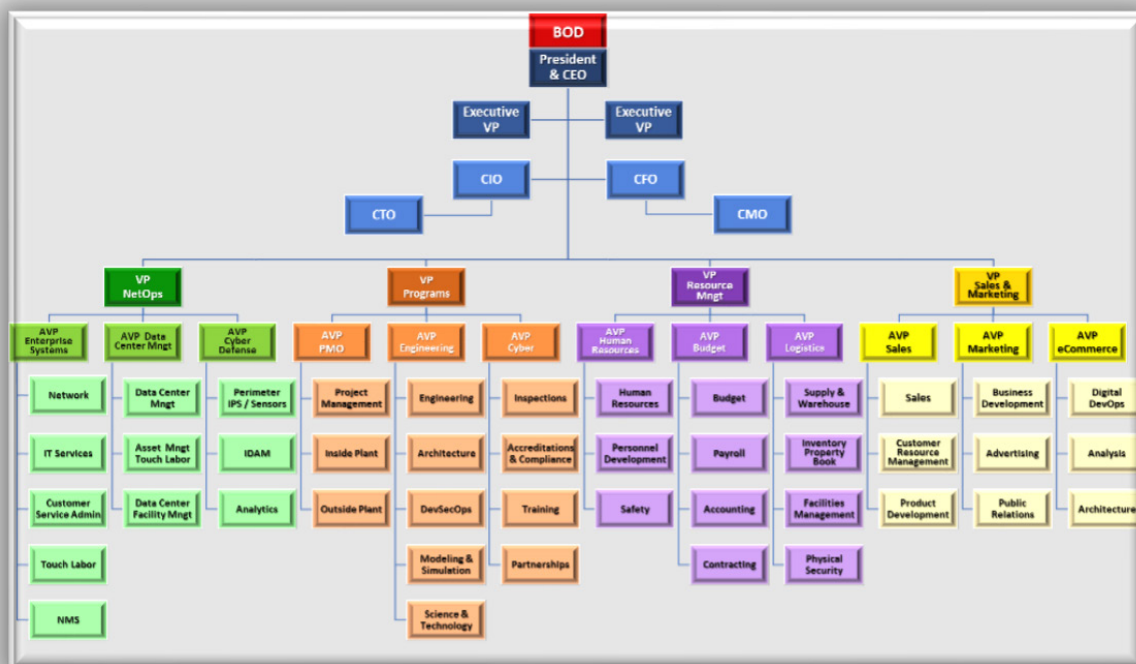 BOD
President
& CEO
Executive
VP
Executive
VP
CIO
CFO
CTO
CMO
VP
NetOps
VP
Programs
VP
Resource
Mngt
VP
Sales &
Marketing
AVP
Enterprise
Systems
AVP Data
Center Mngt
AVP
Cyber
Defense
AVP
PMO
AVP
Engineering
AVP
Cyber
AVP
Human
Resources
AVP
Budget
AVP
Logistics
AVP
Sales
AVP
Marketing
AVP
eCommerce
Network
Data Center
Mngt
Perimeter
IPS / Sensors
Project
Management
Engineering
Inspections
Human
Resources
Budget
Supply &
Warehouse
Sales
Business
Development
Digital
DevOps
IT Services
Asset Mngt
Touch Labor
IDAM
Inside Plant
Architecture
Accreditations
& Compliance
Personnel
Development
Payroll
Inventory
Property
Book
Customer
Resource
Management
Advertising
Analysis
Customer
Service Admin
Data Center
Facility Mngt
Analytics
Outside Plant
DevSecOps
Training
Safety
Accounting
Facilities
Management
Product
Development
Public
Relations
Architecture
Touch Labor
Modeling &
Simulation
Partnerships
Contracting
Physical
Security
NMS
Science &
Technology